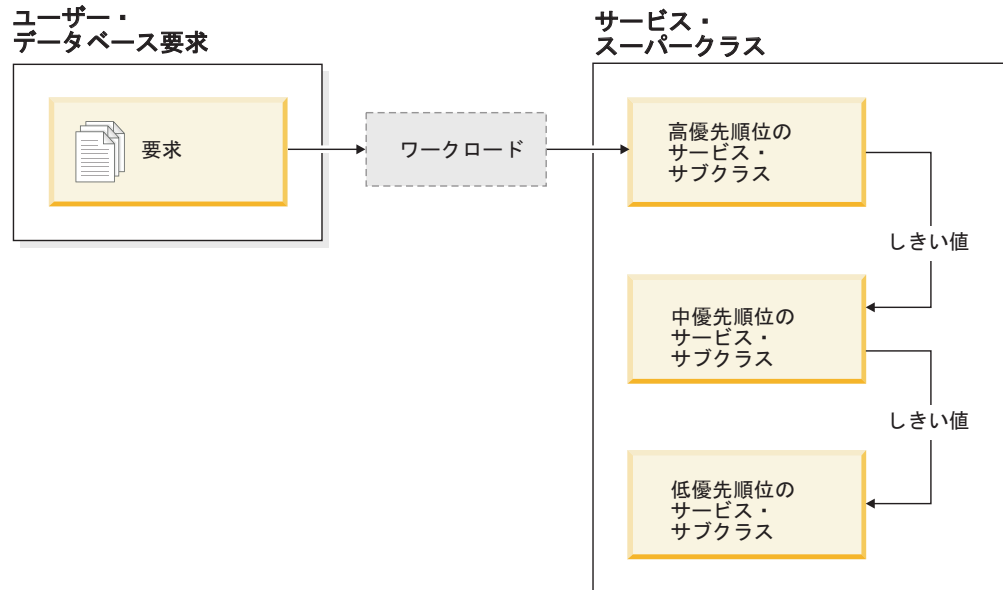 ユーザー・
データベース要求
要求
ワークロード
サービス・
スーパークラス
高優先順位の
サービス・
サブクラス
しきい値
中優先順位の
サービス・
サブクラス
しきい値
低優先順位の
サービス・
サブクラス